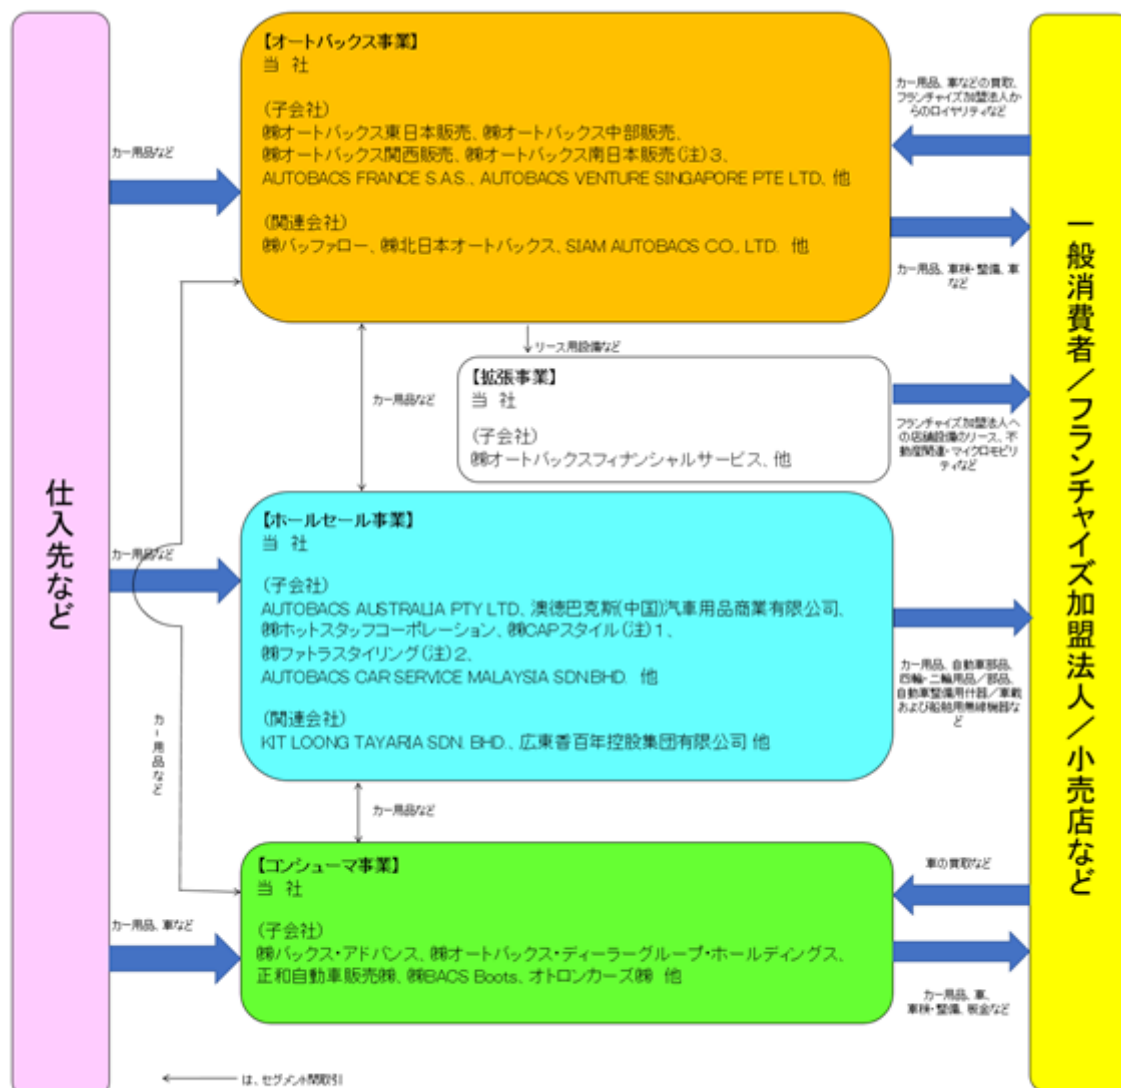 仕入先など
カー用品など
【オートバックス事業】
当 社
(子会社)
㈱オートバックス東日本販売、㈱オートバックス中部販売、
㈱オートバックス関西販売、㈱オートバックス南日本販売(注)3、
AUTOBACS FRANCE S.A.S.、AUTOBACS VENTURE SINGAPORE PTE LTD、他
(関連会社)
㈱バッファロー、㈱北日本オートバックス、SIAM AUTOBACS CO., LTD. 他
カー用品、車などの買取、
フランチャイズ加盟法人か
らのロイヤリティなど
カー用品、車検・整備、車
など
リース用設備など
カー用品など
【拡張事業】
当 社
(子会社)
㈱オートバックスフィナンシャルサービス、他
フランチャイズ加盟法人へ
の店舗設備のリース、不
動産関連・マイクロモビリ
ティなど
カー用品など
【ホールセール事業】
当 社
(子会社)
AUTOBACS AUSTRALIA PTY LTD、澳徳巴克斯(中国)汽車用品商業有限公司、
㈱ホットスタッフコーポレーション、㈱CAPスタイル(注)1、
㈱ファトラスタイリング(注)2、
AUTOBACS CAR SERVICE MALAYSIA SDN.BHD. 他
(関連会社)
KIT LOONG TAYARIA SDN. BHD.、広東香百年控股集団有限公司 他
カー用品、自動車部品、
四輪・二輪用品/部品、
自動車整備用什器/車載
および船舶用無線機器な
ど
カー用品など
カー用品など
【コンシューマ事業】
当 社
(子会社)
㈱バックス・アドバンス、㈱オートバックス・ディーラーグループ・ホールディングス、
正和自動車販売㈱、㈱BACS Boots、オトロンカーズ㈱ 他
カー用品、車など
車の買取など
カー用品、車、
車検・整備、板金など
一般消費者/フランチャイズ加盟法人/小売店など
は、セグメント間取引